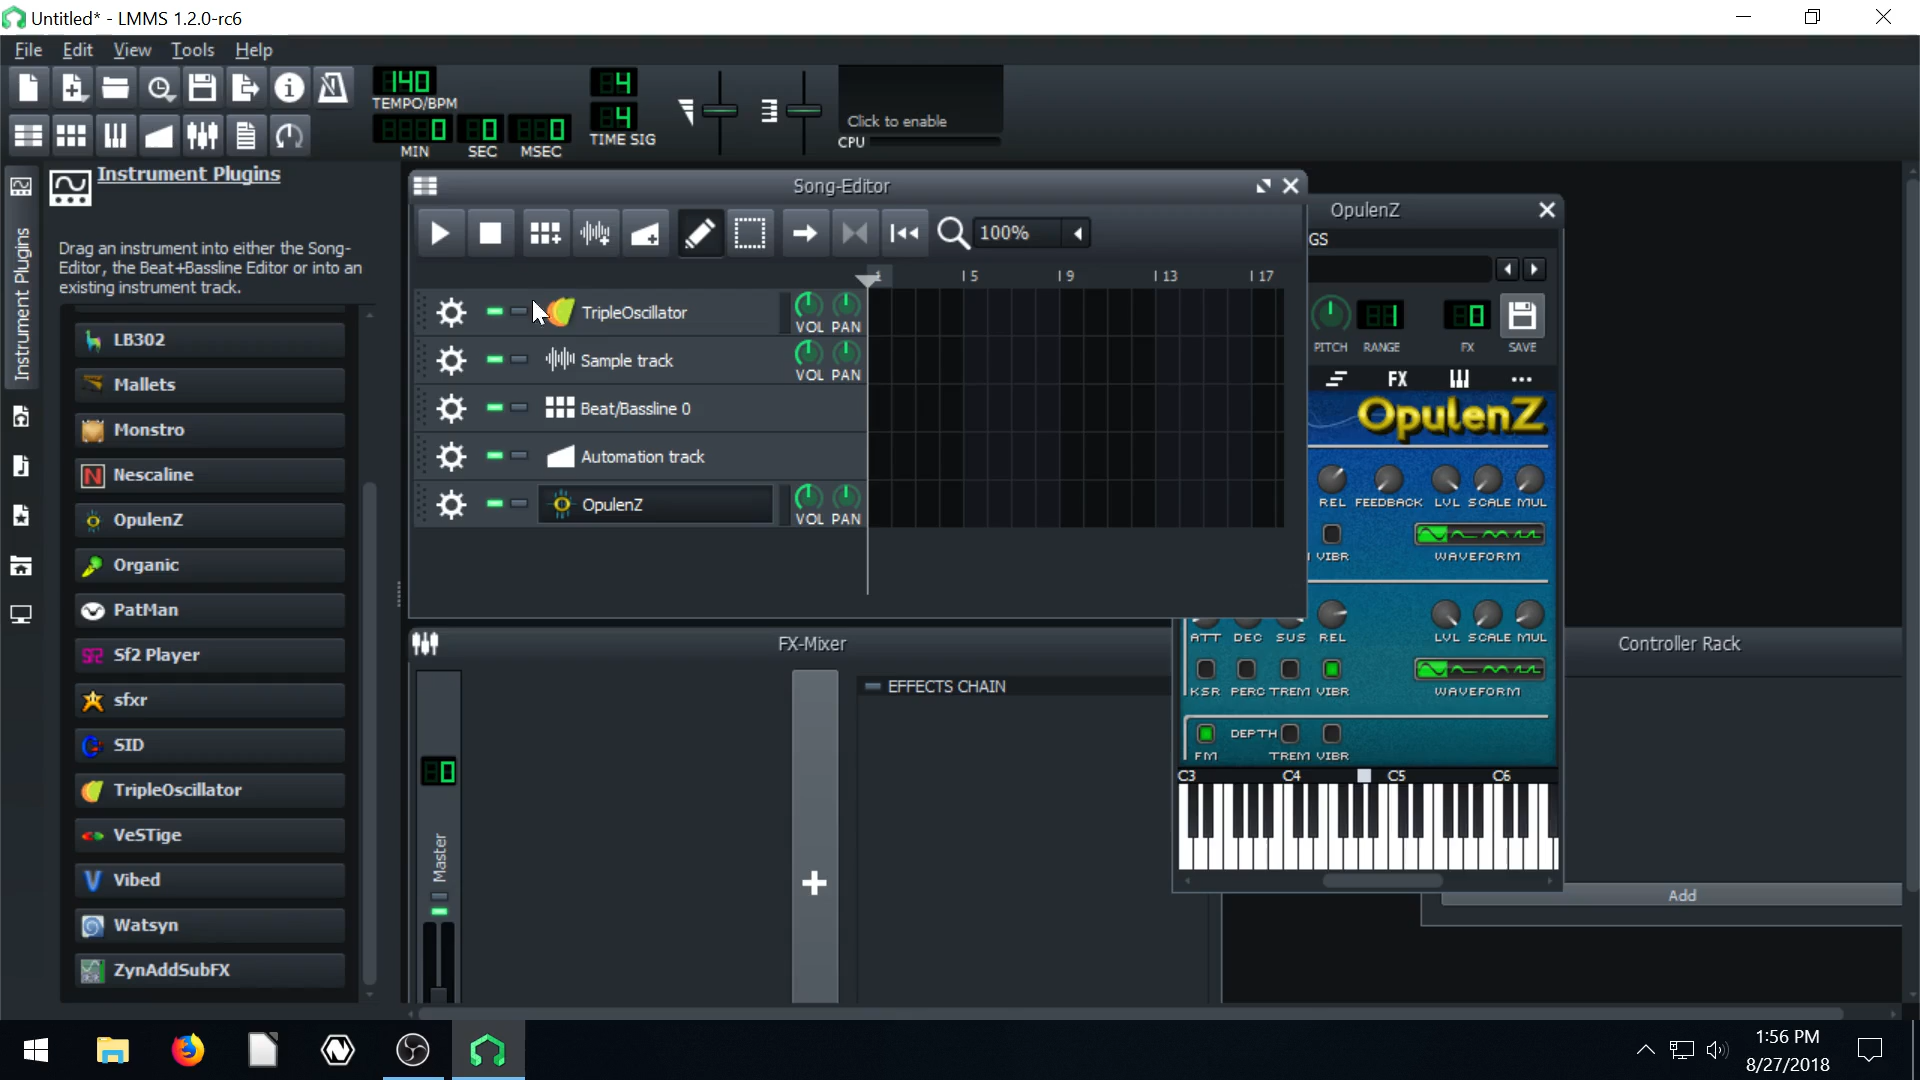 Untitled* - LMMS 1.2.0-rc6
File Edit View Tools Help
140
TEMPO/BPM
0 0 0
MIN SEC MSEC
4
4
TIME SIG
Click to enable
CPU
Instrument Plugins
Instrument Plugins
Drag an instrument into either the Song-
Editor, the Beat+Bassline Editor or into an
existing instrument track.
LB302
Mallets
Monstro
Nescaline
OpulenZ
Organic
PatMan
Sf2 Player
sfxr
SID
TripleOscillator
VeSTige
Vibed
Watsyn
ZynAddSubFX
Song-Editor
100%
1 5 9 13 17
TripleOscillator
VOL PAN
Sample track
VOL PAN
Beat/Bassline 0
Automation track
OpulenZ
VOL PAN
OpulenZ
GS
1 0
PITCH RANGE FX SAVE
FX
OpulenZ
REL FEEDBACK LVL SCALE MUL
VIBR WAVEFORM
ATT DEC SUS REL LVL SCALE MUL
KSR PERC TREM VIBR WAVEFORM
FM DEPTH TREM VIBR
C3 C4 C5 C6
FX-Mixer
EFFECTS CHAIN
0
Master
Controller Rack
Add
1:56 PM
8/27/2018